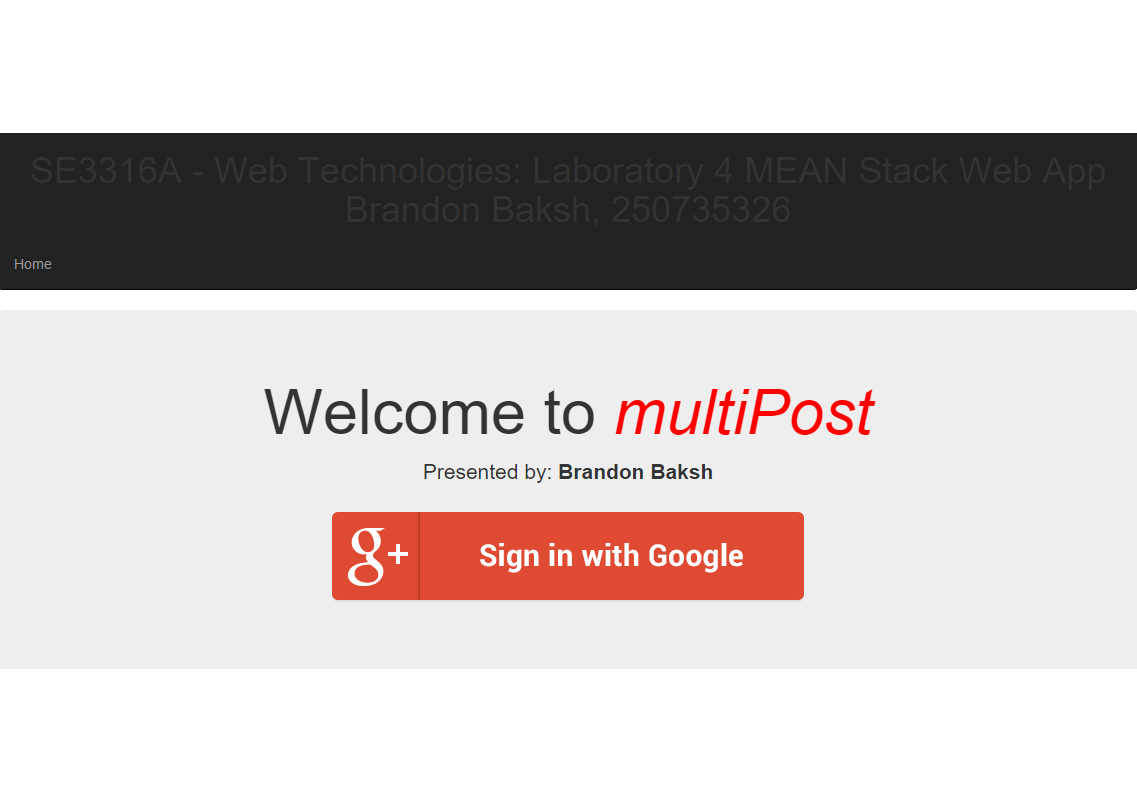 SE3316A - Web Technologies: Laboratory 4 MEAN Stack Web App
Brandon Baksh, 250735326
Home
Welcome to multiPost
Presented by: Brandon Baksh
g+ Sign in with Google